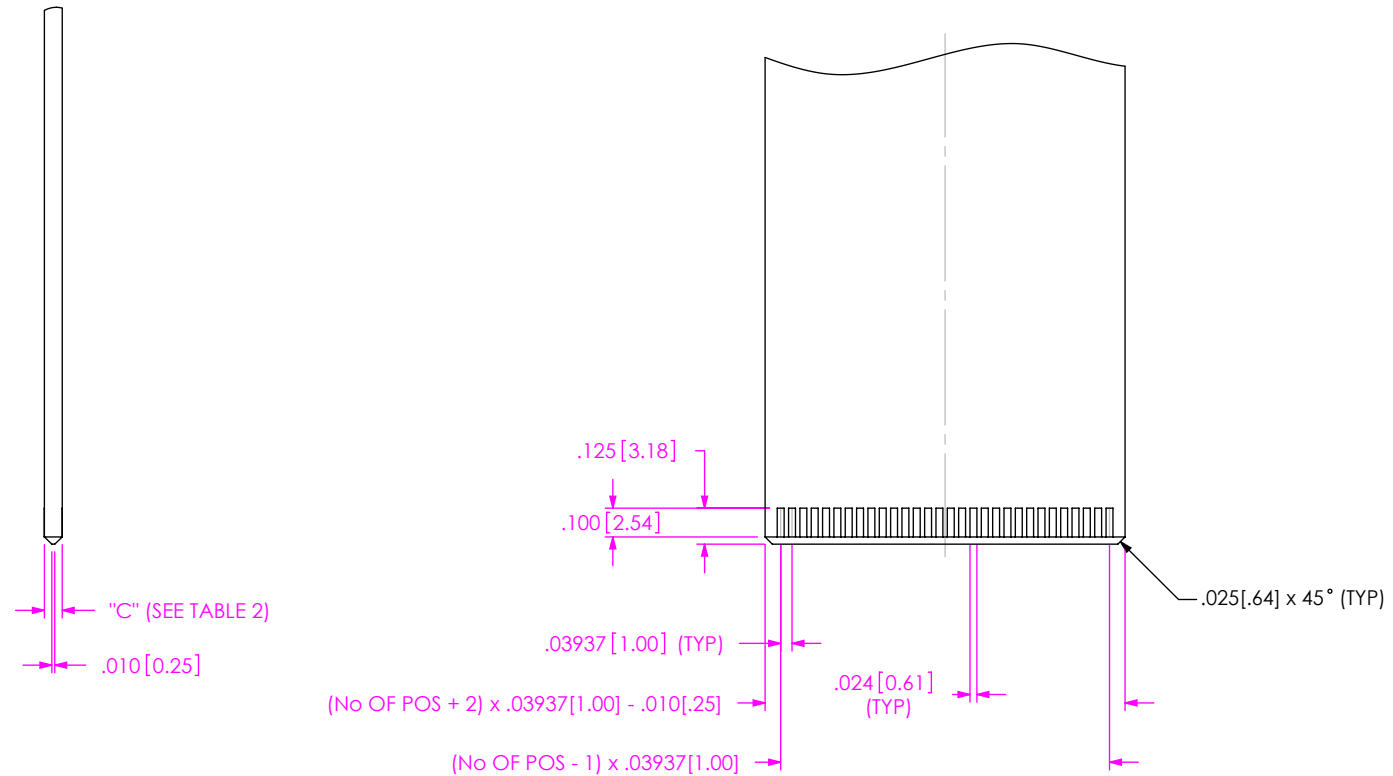 .125[3.18]
.100[2.54]
.025[.64] x 45° (TYP)
"C" (SEE TABLE 2)
.03937[1.00] (TYP)
.010[0.25]
.024[0.61]
(TYP)
(No OF POS + 2) x .03937[1.00] - .010[.25]
(No OF POS - 1) x .03937[1.00]